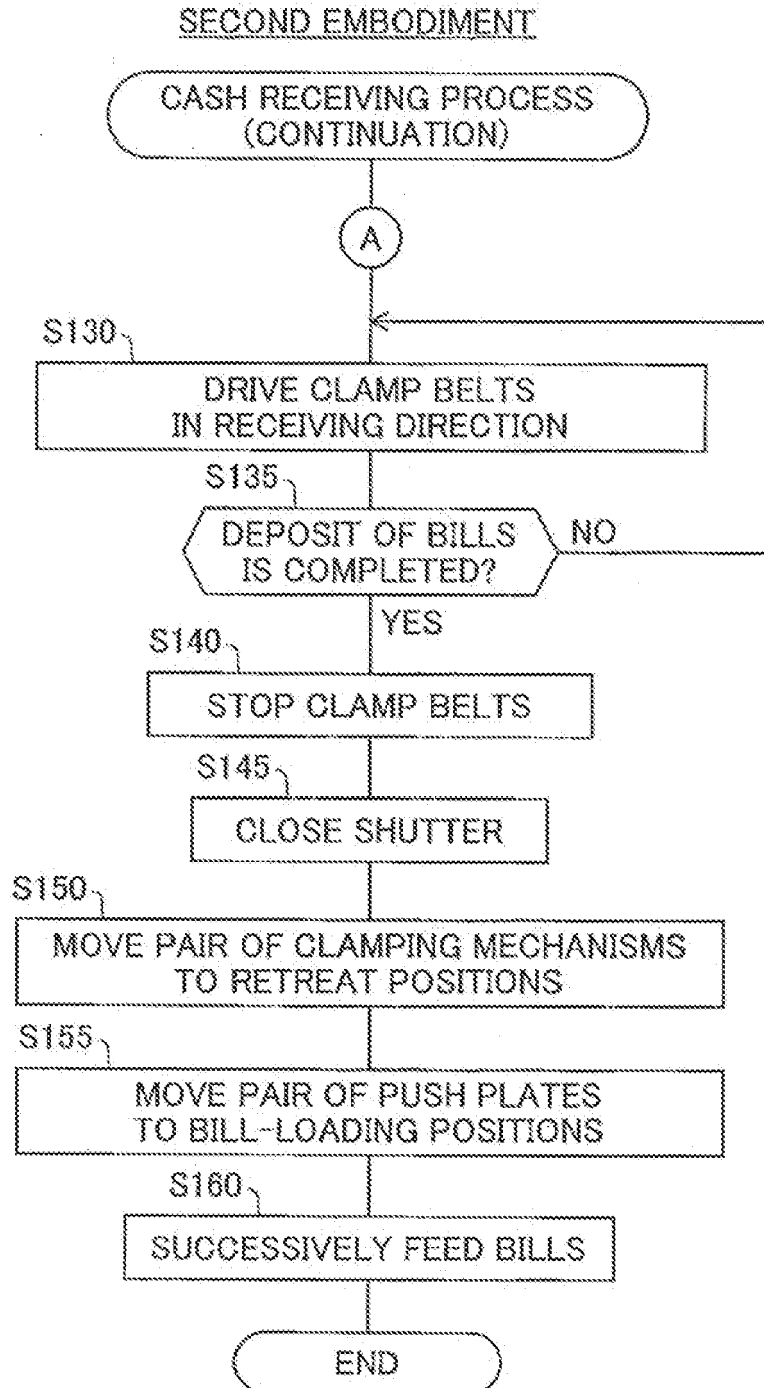 SECOND EMBODIMENT
CASH RECEIVING PROCESS
(CONTINUATION)
A
S130
DRIVE CLAMP BELTS
IN RECEIVING DIRECTION
S135
DEPOSIT OF BILLS
IS COMPLETED?
NO
YES
S140
STOP CLAMP BELTS
S145
CLOSE SHUTTER
S150
MOVE PAIR OF CLAMPING MECHANISMS
TO RETREAT POSITIONS
S155
MOVE PAIR OF PUSH PLATES
TO BILL-LOADING POSITIONS
S160
SUCCESSIVELY FEED BILLS
END